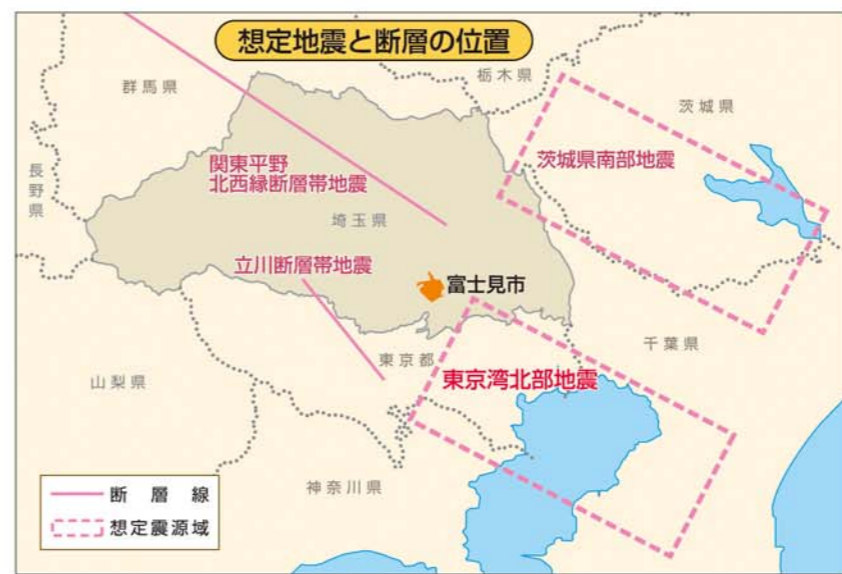 想定地震と断層の位置
栃木県
群馬県
茨城県
関東平野
北西縁断層帯地震
茨城県南部地震
長野県
埼玉県
立川断層帯地震
富士見市
千葉県
東京都
山梨県
東京湾北部地震
神奈川県
断層線
想定震源域